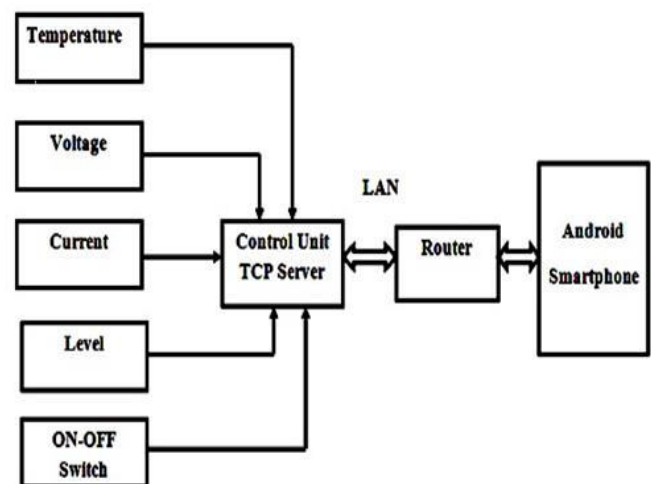 Temperature
Voltage
Current
Level
ON-OFF
Switch
Control Unit
TCP Server
LAN
Router
Android
Smartphone